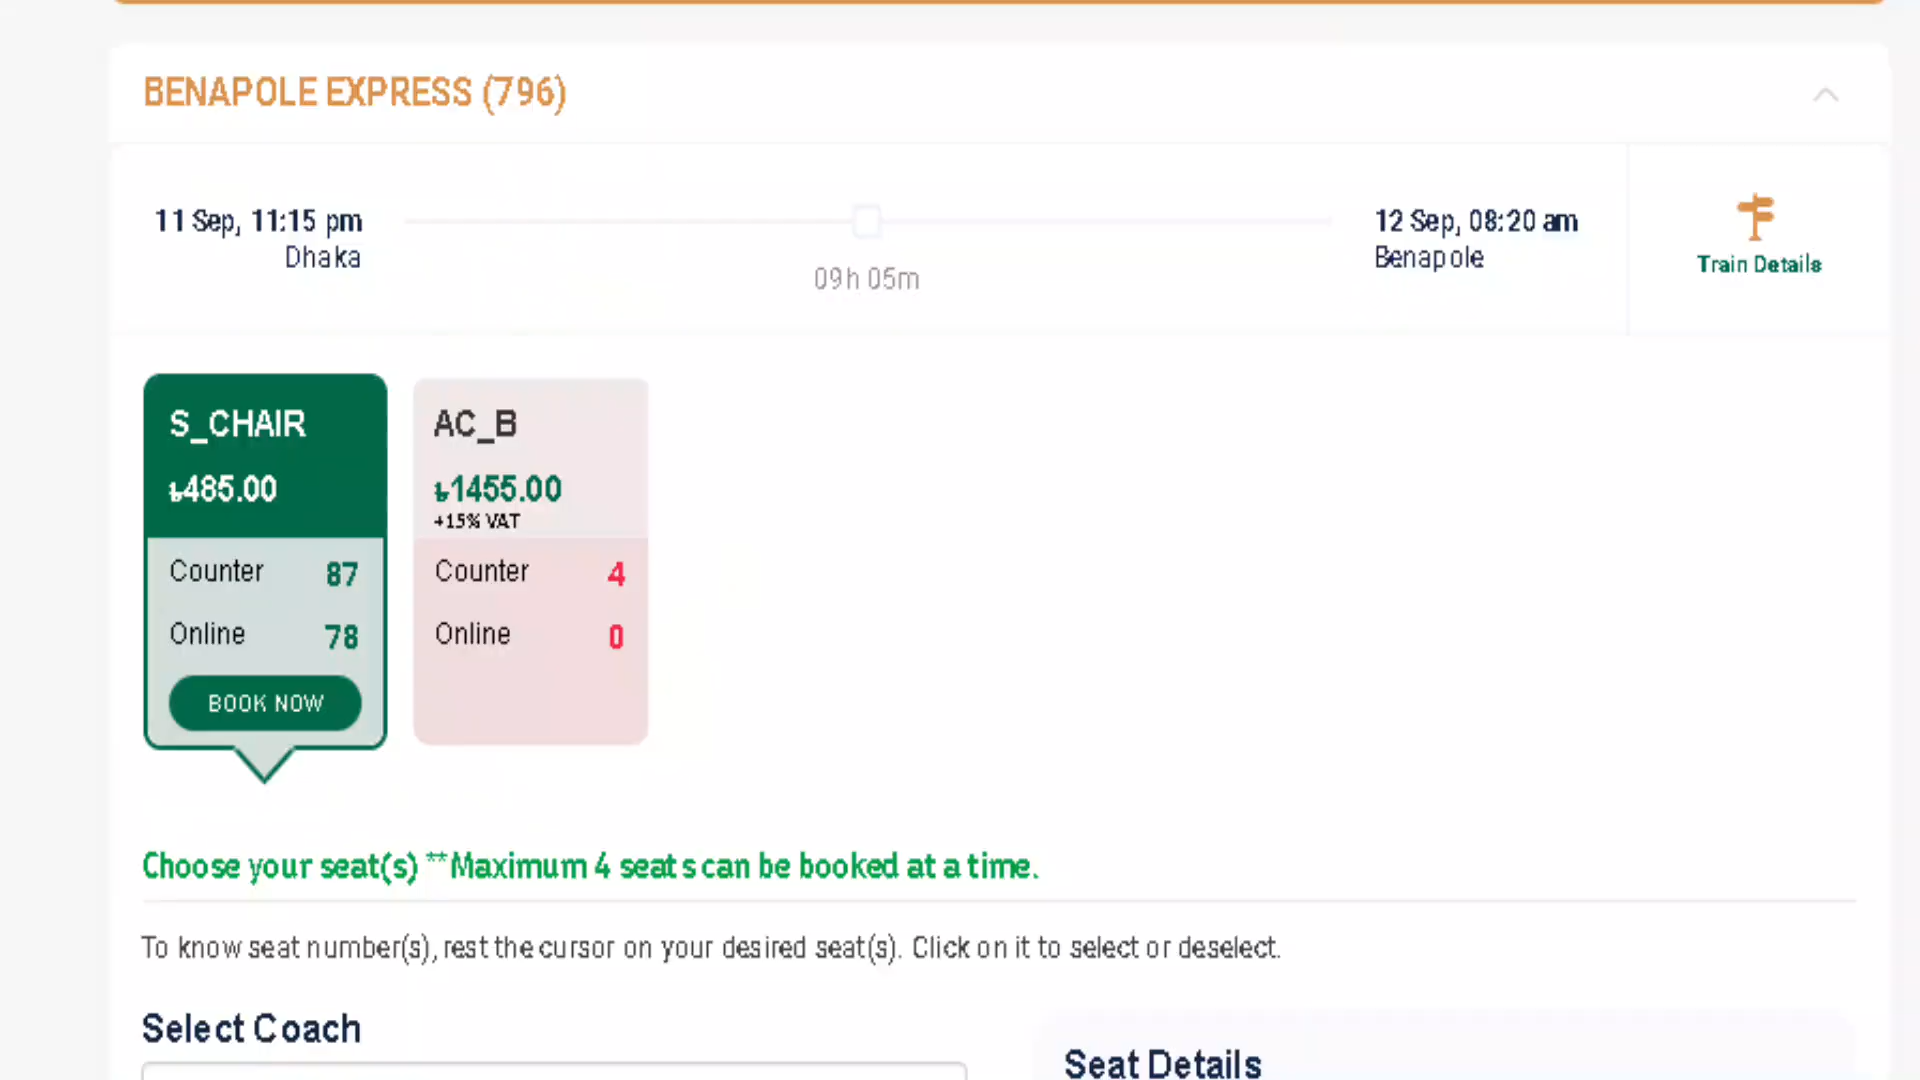 BENAPOLE EXPRESS (796)
11 Sep, 11:15 pm
Dhaka
09h 05m
12 Sep, 08:20 am
Benapole
Train Details
S_CHAIR
৳485.00
Counter 87
Online 78
BOOK NOW
AC_B
৳1455.00
+15% VAT
Counter 4
Online 0
Choose your seat(s) **Maximum 4 seats can be booked at a time.
To know seat number(s), rest the cursor on your desired seat(s). Click on it to select or deselect.
Select Coach
Seat Details